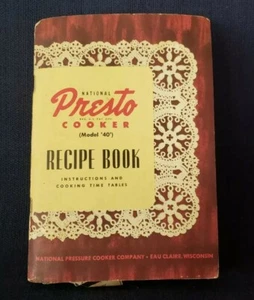 NATIONAL
Presto
COOKER
(Model '40')
RECIPE BOOK
INSTRUCTIONS AND
COOKING TIME TABLES
NATIONAL PRESSURE COOKER COMPANY • EAU CLAIRE, WISCONSIN